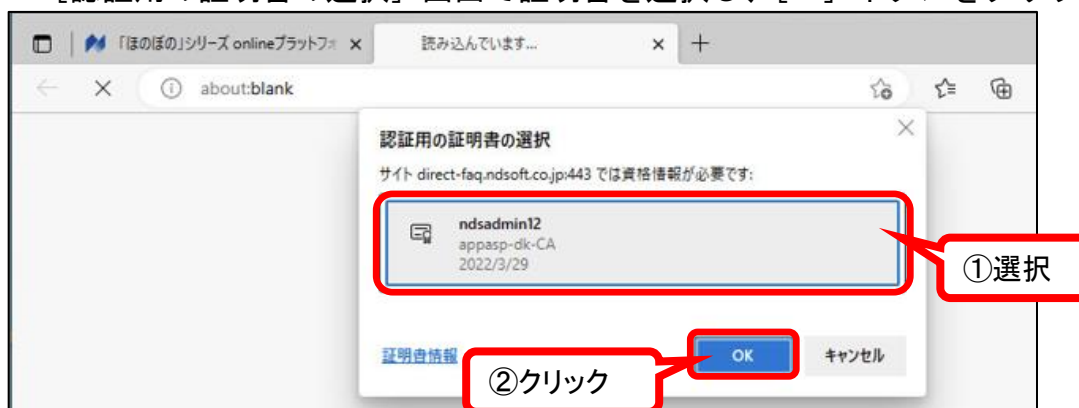 [認証用の証明書の選択] 画面で証明書を選択し、[OK] ボタンをクリック
「ほのぼの」シリーズ onlineプラットフォ
読み込んでいます...
about:blank
認証用の証明書の選択
サイト direct-faq.ndsoft.co.jp:443 では資格情報が必要です:
ndsadmin12
appasp-dk-CA
2022/3/29
①選択
証明書情報
OK
キャンセル
②クリック